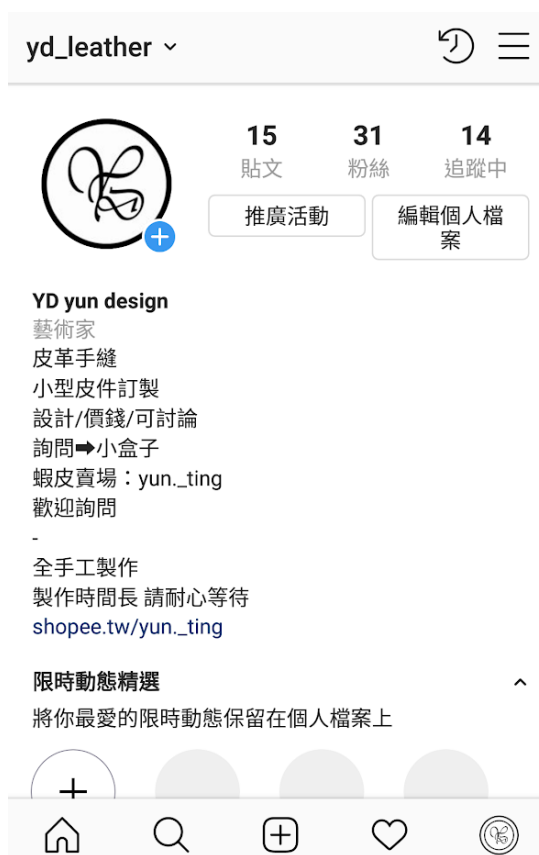 yd_leather
15 31 14
貼文 粉絲 追蹤中
推廣活動 編輯個人檔
案
YD yun design
藝術家
皮革手縫
小型皮件訂製
設計/價錢/可討論
詢問➡小盒子
蝦皮賣場：yun._ting
歡迎詢問
-
全手工製作
製作時間長 請耐心等待
shopee.tw/yun._ting
限時動態精選
將你最愛的限時動態保留在個人檔案上